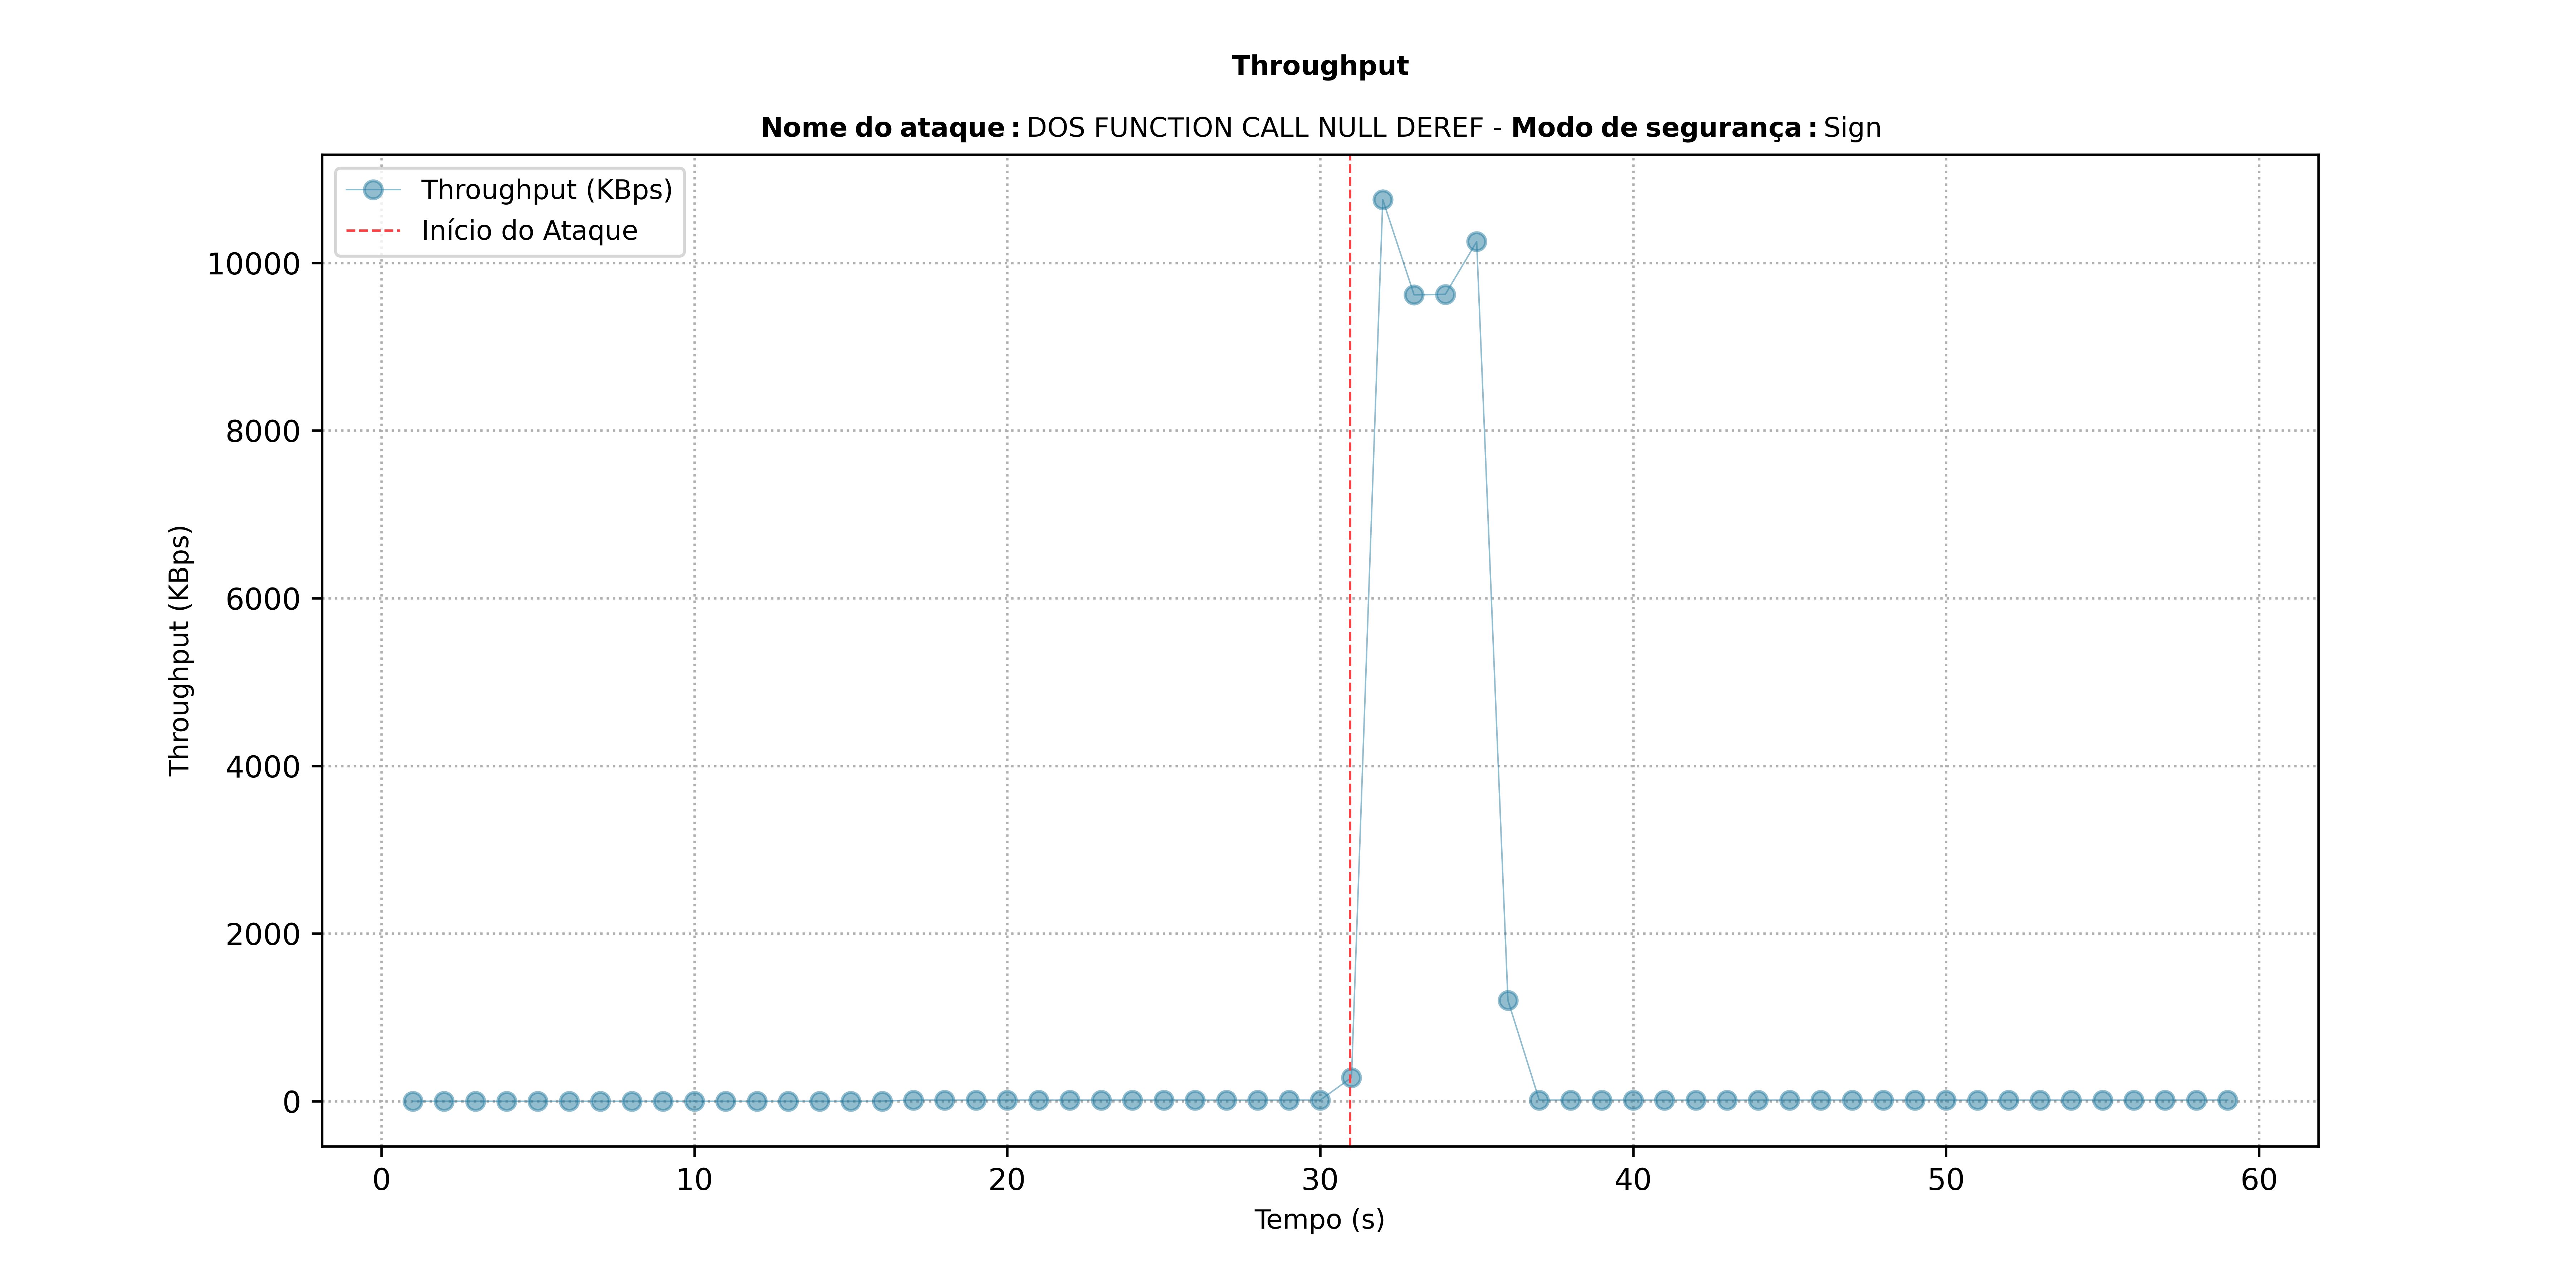 Throughput
Nome do ataque: DOS FUNCTION CALL NULL DEREF - Modo de segurança: Sign
Throughput (KBps)
Início do Ataque
Throughput (KBps)
10000
8000
6000
4000
2000
0
0 10 20 30 40 50 60
Tempo (s)